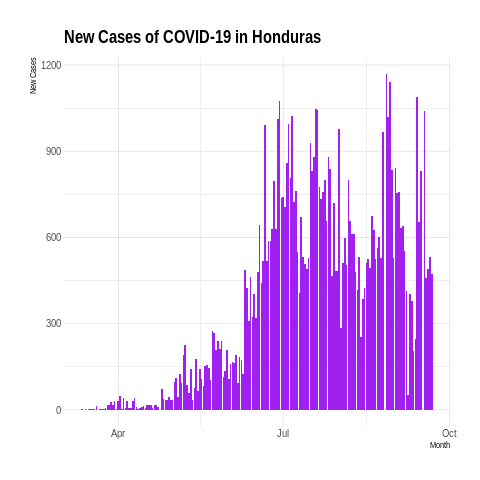 New Cases of COVID-19 in Honduras
New Cases
1200
900
600
300
0
Apr
Jul
Oct
Month